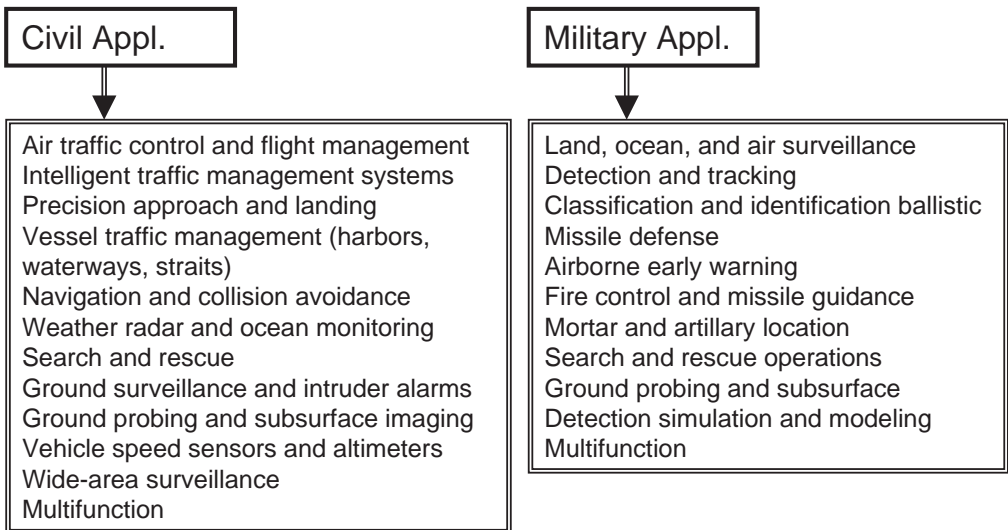 Civil Appl.
Air traffic control and flight management
Intelligent traffic management systems
Precision approach and landing
Vessel traffic management (harbors,
waterways, straits)
Navigation and collision avoidance
Weather radar and ocean monitoring
Search and rescue
Ground surveillance and intruder alarms
Ground probing and subsurface imaging
Vehicle speed sensors and altimeters
Wide-area surveillance
Multifunction
Military Appl.
Land, ocean, and air surveillance
Detection and tracking
Classification and identification ballistic
Missile defense
Airborne early warning
Fire control and missile guidance
Mortar and artillary location
Search and rescue operations
Ground probing and subsurface
Detection simulation and modeling
Multifunction